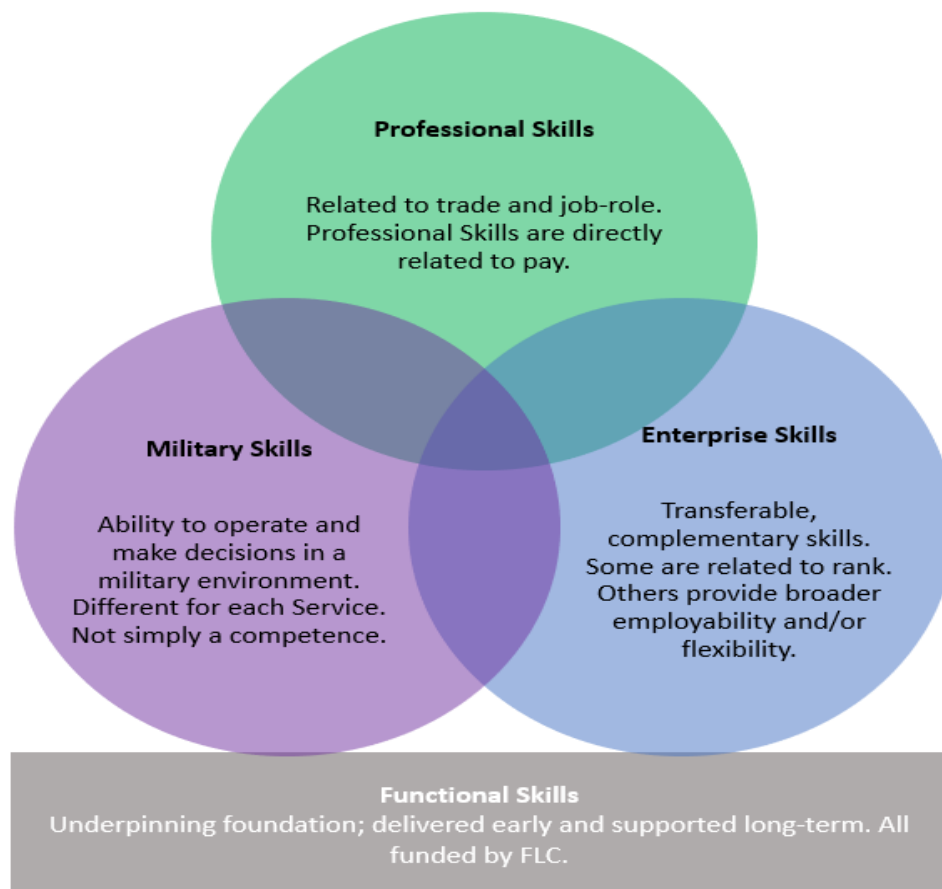 Professional Skills
Related to trade and job-role.
Professional Skills are directly
related to pay.
Military Skills
Ability to operate and
make decisions in a
military environment.
Different for each Service.
Not simply a competence.
Enterprise Skills
Transferable,
complementary skills.
Some are related to rank.
Others provide broader
employability and/or
flexibility.
Functional Skills
Underpinning foundation; delivered early and supported long-term. All
funded by FLC.